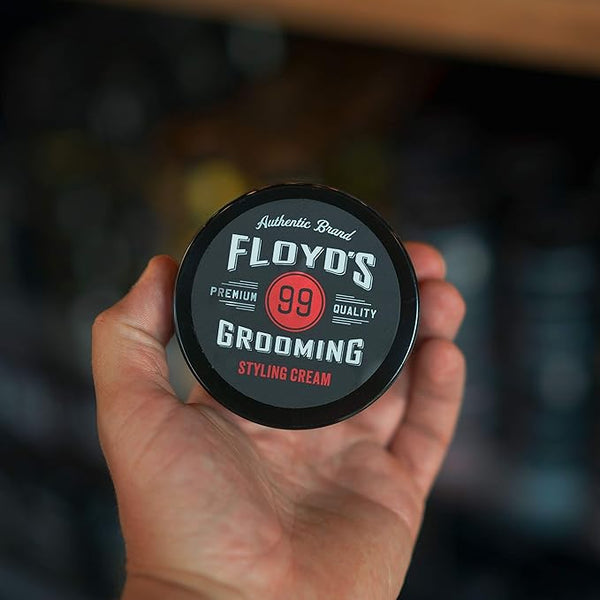 Authentic Brand
FLOYD'S
PREMIUM 99 QUALITY
GROOMING
STYLING CREAM